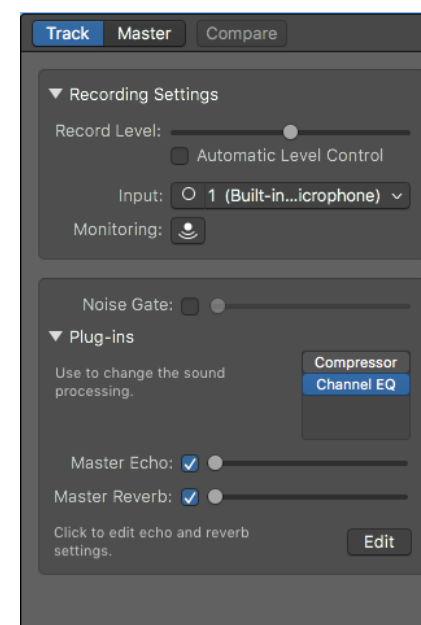 Track Master Compare
Recording Settings
Record Level:
Automatic Level Control
Input: 1 (Built-in...icrophone)
Monitoring:
Noise Gate:
Plug-ins
Use to change the sound
processing.
Compressor
Channel EQ
Master Echo:
Master Reverb:
Click to edit echo and reverb
settings.
Edit